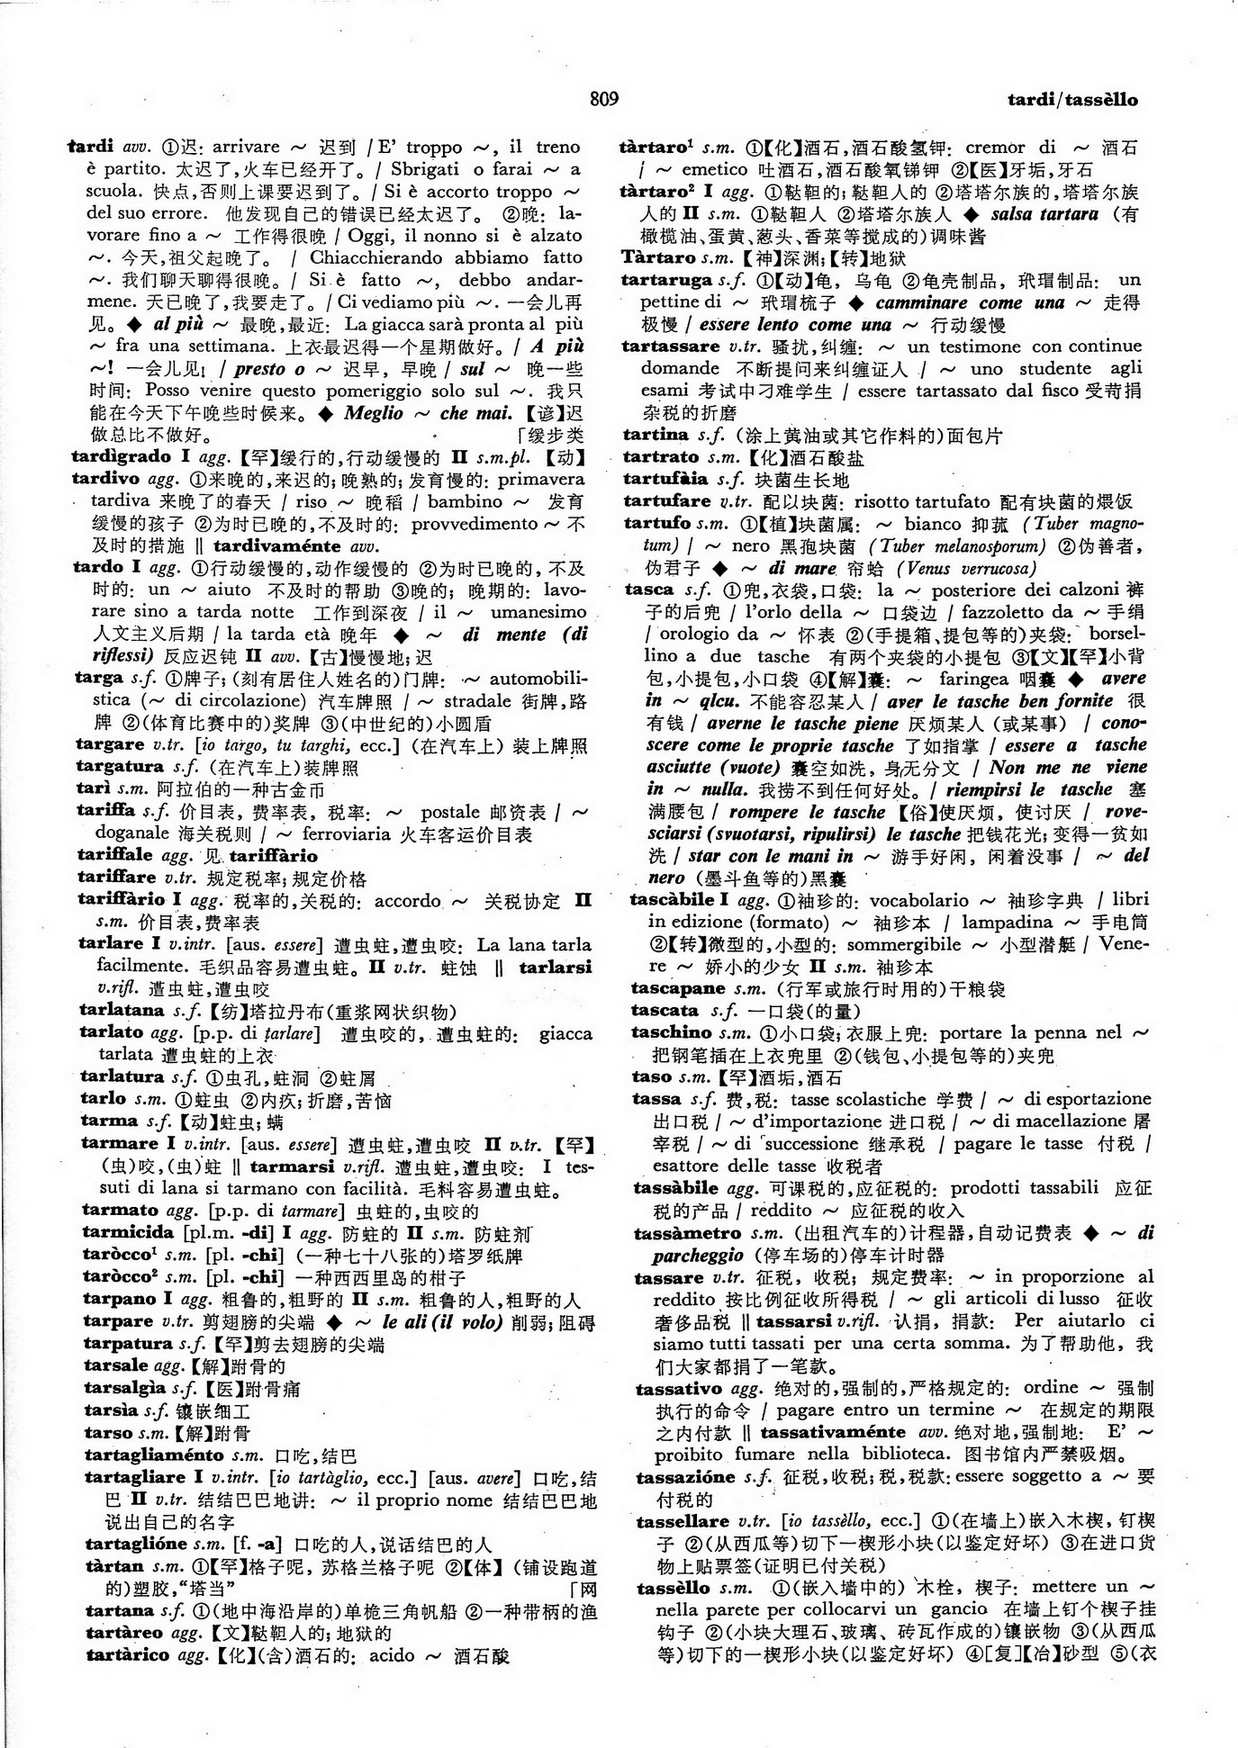 809
tardi/tassèllo
tardi avv. ①迟: arrivare ～ 迟到 / E' troppo ～, il treno
è partito. 太迟了,火车已经开了。/ Sbrigati o farai ～ a
scuola. 快点,否则上课要迟到了。/ Si è accorto troppo ～
del suo errore. 他发现自己的错误已经太迟了。 ②晚: la-
vorare fino a ～ 工作得很晚 / Oggi, il nonno si è alzato
～. 今天,祖父起晚了。 / Chiacchierando abbiamo fatto
～. 我们聊天聊得很晚。/ Si è fatto ～, debbo andar-
mene. 天已晚了,我要走了。/ Ci vediamo più ～. 一会儿再
见。◆ al più ～ 最晚,最近: La giacca sarà pronta al più
～ fra una settimana. 上衣最迟得一个星期做好。/ A più
～! 一会儿见! / presto o ～ 迟早, 早晚 / sul ～ 晚一些
时间: Posso venire questo pomeriggio solo sul ～. 我只
能在今天下午晚些时候来。◆ Meglio ～ che mai.【谚】迟
做总比不做好。 「缓步类
tardìgrado I agg.【罕】缓行的,行动缓慢的 II s.m.pl. 【动】
tardivo agg. ①来晚的,来迟的; 晚熟的; 发育慢的: primavera
tardiva 来晚了的春天 / riso ～ 晚稻 / bambino ～ 发育
缓慢的孩子 ②为时已晚的,不及时的: provvedimento ～ 不
及时的措施 ‖ tardivaménte avv.
tardo I agg. ①行动缓慢的,动作缓慢的 ②为时已晚的, 不及
时的: un ～ aiuto 不及时的帮助 ③晚的; 晚期的: lavo-
rare sino a tarda notte 工作到深夜 / il ～ umanesimo
人文主义后期 / la tarda età 晚年 ◆ ～ di mente (di
riflessi) 反应迟钝 II avv.【古】慢慢地; 迟
targa s.f. ①牌子; (刻有居住人姓名的)门牌: ～ automobili-
stica (～ di circolazione) 汽车牌照 / ～ stradale 街牌,路
牌 ②(体育比赛中的)奖牌 ③(中世纪的)小圆盾
targare v.tr. [io targo, tu targhi, ecc.] (在汽车上) 装上牌照
targatura s.f. (在汽车上)装牌照
tarì s.m. 阿拉伯的一种古金币
tariffa s.f. 价目表, 费率表, 税率: ～ postale 邮资表 / ～
doganale 海关税则 / ～ ferroviaria 火车客运价目表
tariffale agg. 见 tariffàrio
tariffare v.tr. 规定税率; 规定价格
tariffàrio I agg. 税率的,关税的: accordo ～ 关税协定 II
s.m. 价目表,费率表
tarlare I v.intr. [aus. essere] 遭虫蛀,遭虫咬: La lana tarla
facilmente. 毛织品容易遭虫蛀。II v.tr. 蛀蚀 ‖ tarlarsi
v.rifl. 遭虫蛀,遭虫咬
tarlatana s.f.【纺】塔拉丹布(重浆网状织物)
tarlato agg. [p.p. di tarlare] 遭虫咬的, 遭虫蛀的: giacca
tarlata 遭虫蛀的上衣
tarlatura s.f. ①虫孔,蛀洞 ②蛀屑
tarlo s.m. ①蛀虫 ②内疚; 折磨,苦恼
tarma s.f.【动】蛀虫; 螨
tarmare I v.intr. [aus. essere] 遭虫蛀,遭虫咬 II v.tr. 【罕】
(虫)咬,(虫)蛀 ‖ tarmarsi v.rifl. 遭虫蛀,遭虫咬: I tes-
suti di lana si tarmano con facilità. 毛料容易遭虫蛀。
tarmato agg. [p.p. di tarmare] 虫蛀的,虫咬的
tarmicida [pl.m. -di] I agg. 防蛀的 II s.m. 防蛀剂
taròcco¹ s.m. [pl. -chi] (一种七十八张的)塔罗纸牌
taròcco² s.m. [pl. -chi] 一种西西里岛的柑子
tarpano I agg. 粗鲁的,粗野的 II s.m. 粗鲁的人,粗野的人
tarpare v.tr. 剪翅膀的尖端 ◆ ～ le ali (il volo) 削弱; 阻碍
tarpatura s.f.【罕】剪去翅膀的尖端
tarsale agg.【解】跗骨的
tarsalgìa s.f.【医】跗骨痛
tarsìa s.f. 镶嵌细工
tarso s.m.【解】跗骨
tartagliaménto s.m. 口吃,结巴
tartagliare I v.intr. [io tartàglio, ecc.] [aus. avere] 口吃,结
巴 II v.tr. 结结巴巴地讲: ～ il proprio nome 结结巴巴地
说出自己的名字
tartaglióne s.m. [f. -a] 口吃的人,说话结巴的人
tàrtan s.m. ①【罕】格子呢, 苏格兰格子呢 ②【体】(铺设跑道
的)塑胶,“塔当” 「网
tartana s.f. ①(地中海沿岸的)单桅三角帆船 ②一种带柄的渔
tartàreo agg.【文】鞑靼人的; 地狱的
tartàrico agg.【化】(含)酒石的: acido ～ 酒石酸
tàrtaro¹ s.m. ①【化】酒石,酒石酸氢钾: cremor di ～ 酒石
/ ～ emetico 吐酒石,酒石酸氧锑钾 ②【医】牙垢,牙石
tàrtaro² I agg. ①鞑靼的; 鞑靼人的 ②塔塔尔族的,塔塔尔族
人的 II s.m. ①鞑靼人 ②塔塔尔族人 ◆ salsa tartara (有
橄榄油、蛋黄、葱头、香菜等搅成的)调味酱
Tàrtaro s.m.【神】深渊;【转】地狱
tartaruga s.f. ①【动】龟, 乌龟 ②龟壳制品, 玳瑁制品: un
pettine di ～ 玳瑁梳子 ◆ camminare come una ～ 走得
极慢 / essere lento come una ～ 行动缓慢
tartassare v.tr. 骚扰,纠缠: ～ un testimone con continue
domande 不断提问来纠缠证人 / ～ uno studente agli
esami 考试中刁难学生 / essere tartassato dal fisco 受苛捐
杂税的折磨
tartina s.f. (涂上黄油或其它作料的)面包片
tartrato s.m.【化】酒石酸盐
tartufàia s.f. 块菌生长地
tartufare v.tr. 配以块菌: risotto tartufato 配有块菌的煨饭
tartufo s.m. ①【植】块菌属: ～ bianco 抑菰 (Tuber magno-
tum) / ～ nero 黑孢块菌 (Tuber melanosporum) ②伪善者,
伪君子 ◆ ～ di mare 帘蛤 (Venus verrucosa)
tasca s.f. ①兜,衣袋,口袋: la ～ posteriore dei calzoni 裤
子的后兜 / l'orlo della ～ 口袋边 / fazzoletto da ～ 手绢
/ orologio da ～ 怀表 ②(手提箱、提包等的)夹袋: borsel-
lino a due tasche 有两个夹袋的小提包 ③【文】【罕】小背
包,小提包,小口袋 ④【解】囊: ～ faringea 咽囊 ◆ avere
in ～ qlcu. 不能容忍某人 / aver le tasche ben fornite 很
有钱 / averne le tasche piene 厌烦某人 (或某事) / cono-
scere come le proprie tasche 了如指掌 / essere a tasche
asciutte (vuote) 囊空如洗, 身无分文 / Non me ne viene
in ～ nulla. 我捞不到任何好处。/ riempirsi le tasche 塞
满腰包 / rompere le tasche 【俗】使厌烦, 使讨厌 / rove-
sciarsi (svuotarsi, ripulirsi) le tasche 把钱花光; 变得一贫如
洗 / star con le mani in ～ 游手好闲, 闲着没事 / ～ del
nero (墨斗鱼等的)黑囊
tascàbile I agg. ①袖珍的: vocabolario ～ 袖珍字典 / libri
in edizione (formato) ～ 袖珍本 / lampadina ～ 手电筒
②【转】微型的,小型的: sommergibile ～ 小型潜艇 / Vene-
re ～ 娇小的少女 II s.m. 袖珍本
tascapane s.m. (行军或旅行时用的)干粮袋
tascata s.f. 一口袋(的量)
taschino s.m. ①小口袋; 衣服上兜: portare la penna nel ～
把钢笔插在上衣兜里 ②(钱包、小提包等的)夹兜
taso s.m.【罕】酒垢,酒石
tassa s.f. 费,税: tasse scolastiche 学费 / ～ di esportazione
出口税 / ～ d'importazione 进口税 / ～ di macellazione 屠
宰税 / ～ di successione 继承税 / pagare le tasse 付税 /
esattore delle tasse 收税者
tassàbile agg. 可课税的,应征税的: prodotti tassabili 应征
税的产品 / reddito ～ 应征税的收入
tassàmetro s.m. (出租汽车的)计程器,自动记费表 ◆ ～ di
parcheggio (停车场的)停车计时器
tassare v.tr. 征税, 收税; 规定费率: ～ in proporzione al
reddito 按比例征收所得税 / ～ gli articoli di lusso 征收
奢侈品税 ‖ tassarsi v.rifl. 认捐, 捐款: Per aiutarlo ci
siamo tutti tassati per una certa somma. 为了帮助他, 我
们大家都捐了一笔款。
tassativo agg. 绝对的,强制的,严格规定的: ordine ～ 强制
执行的命令 / pagare entro un termine ～ 在规定的期限
之内付款 ‖ tassativaménte avv. 绝对地,强制地: E' ～
proibito fumare nella biblioteca. 图书馆内严禁吸烟。
tassazióne s.f. 征税,收税; 税,税款: essere soggetto a ～ 要
付税的
tassellare v.tr. [io tassèllo, ecc.] ①(在墙上)嵌入木楔, 钉楔
子 ②(从西瓜等)切下一楔形小块(以鉴定好坏) ③在进口货
物上贴票签(证明已付关税)
tassèllo s.m. ①(嵌入墙中的) 木栓, 楔子: mettere un ～
nella parete per collocarvi un gancio 在墙上钉个楔子挂
钩子 ②(小块大理石、玻璃、砖瓦作成的)镶嵌物 ③(从西瓜
等)切下的一楔形小块(以鉴定好坏) ④[复]【冶】砂型 ⑤(衣